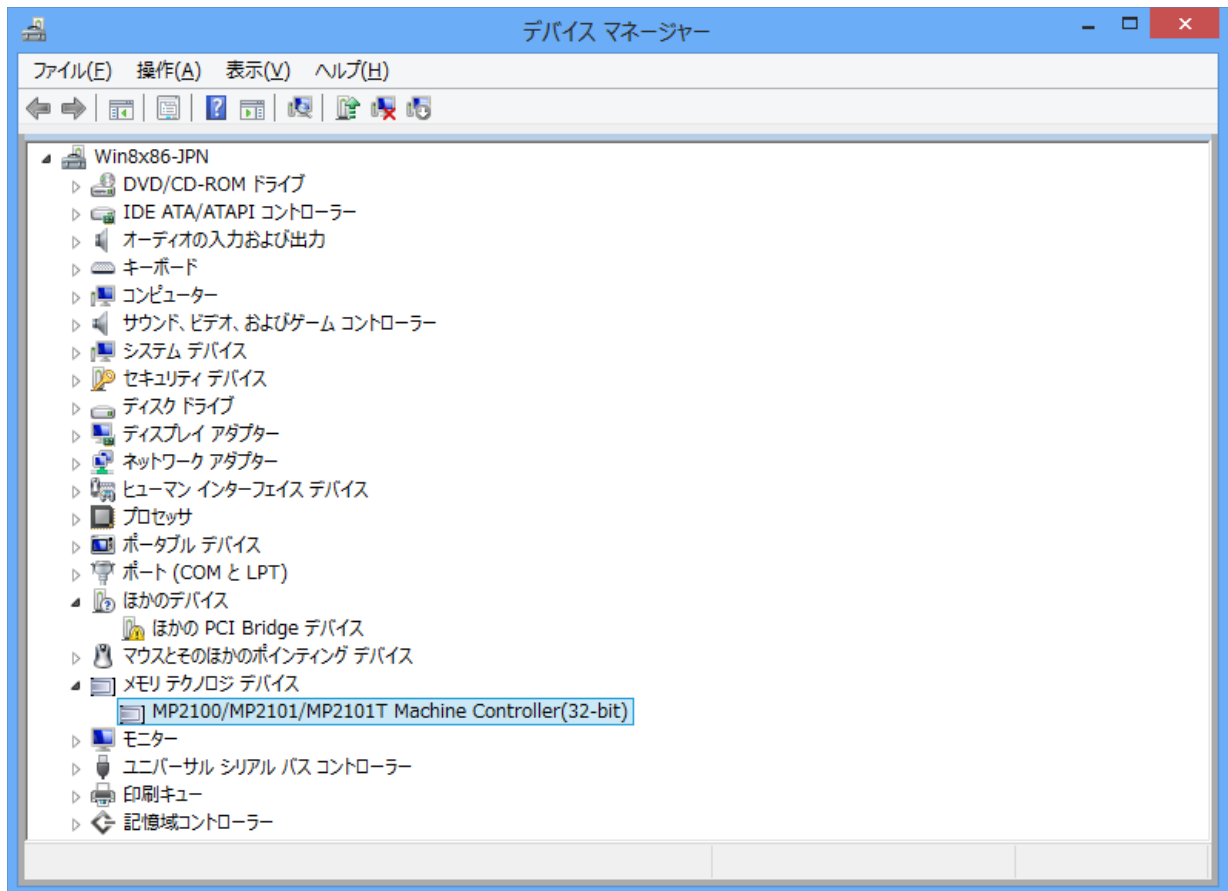 デバイス マネージャー
ファイル(F) 操作(A) 表示(V) ヘルプ(H)
Win8x86-JPN
DVD/CD-ROM ドライブ
IDE ATA/ATAPI コントローラー
オーディオの入力および出力
キーボード
コンピューター
サウンド、ビデオ、およびゲーム コントローラー
システム デバイス
セキュリティ デバイス
ディスク ドライブ
ディスプレイ アダプター
ネットワーク アダプター
ヒューマン インターフェイス デバイス
プロセッサ
ポータブル デバイス
ポート (COM と LPT)
ほかのデバイス
ほかの PCI Bridge デバイス
マウスとそのほかのポインティング デバイス
メモリ テクノロジ デバイス
MP2100/MP2101/MP2101T Machine Controller(32-bit)
モニター
ユニバーサル シリアル バス コントローラー
印刷キュー
記憶域コントローラー